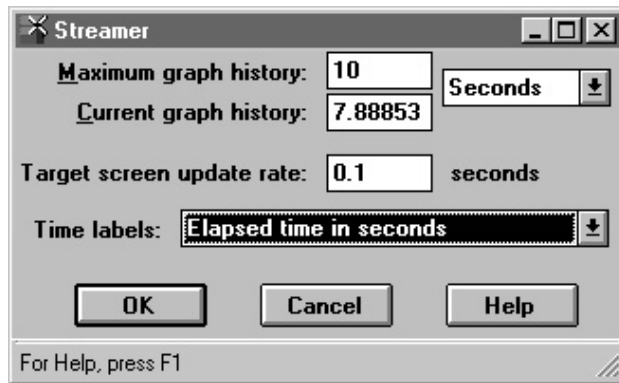 Streamer
Maximum graph history: 10 Seconds
Current graph history: 7.88853
Target screen update rate: 0.1 seconds
Time labels: Elapsed time in seconds
OK Cancel Help
For Help, press F1